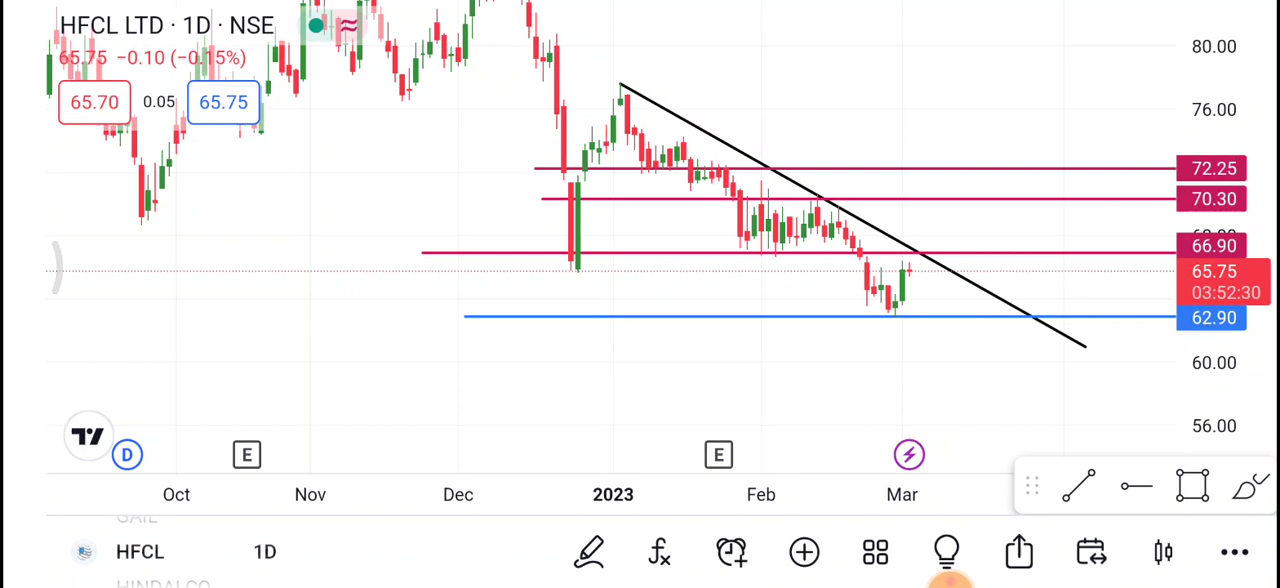 HFCL LTD · 1D · NSE
65.75 −0.10 (−0.15%)
65.70 0.05 65.75
80.00
76.00
72.25
70.30
66.90
65.75
03:52:30
62.90
60.00
56.00
D E E
Oct Nov Dec 2023 Feb Mar
GAIL
HFCL 1D
HINDALCO